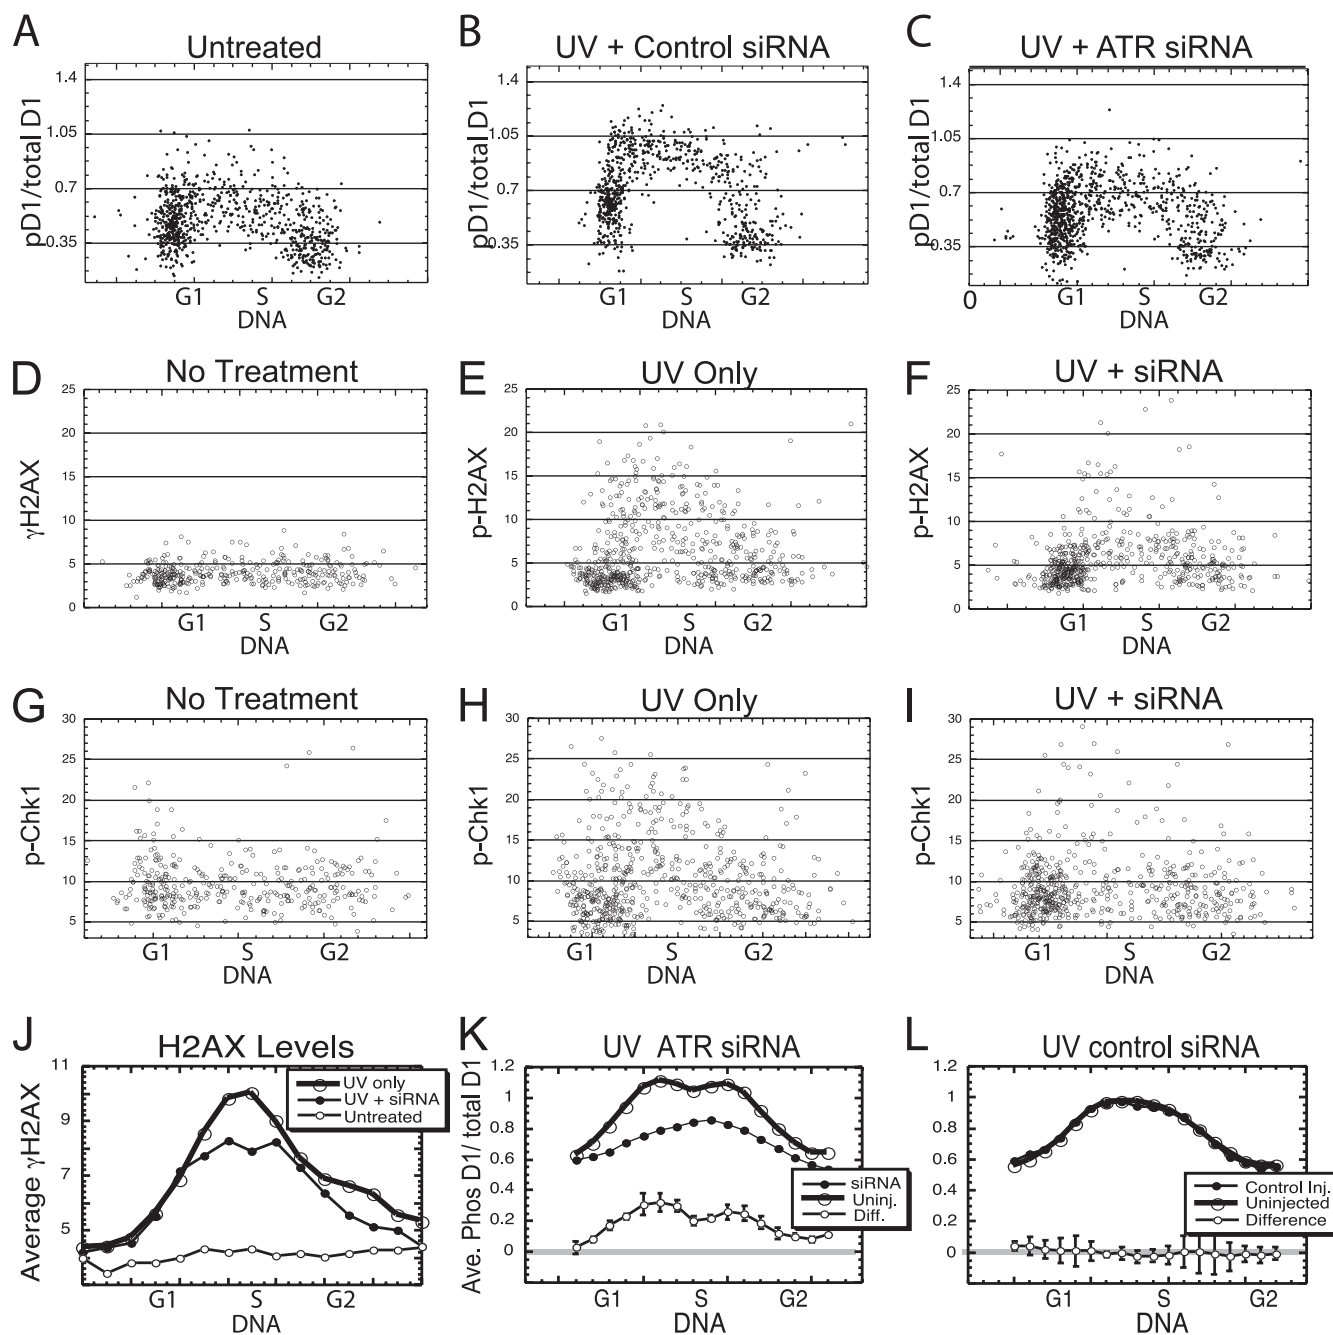 A
Untreated
pD1/total D1
1.4
1.05
0.7
0.35
G1 S G2
DNA
B
UV + Control siRNA
pD1/total D1
1.4
1.05
0.7
0.35
G1 S G2
DNA
C
UV + ATR siRNA
pD1/total D1
1.4
1.05
0.7
0.35
0
G1 S G2
DNA
D
No Treatment
γH2AX
25
20
15
10
5
0
G1 S G2
DNA
E
UV Only
p-H2AX
25
20
15
10
5
0
G1 S G2
DNA
F
UV + siRNA
p-H2AX
25
20
15
10
5
0
G1 S G2
DNA
G
No Treatment
p-Chk1
30
25
20
15
10
5
G1 S G2
DNA
H
UV Only
p-Chk1
30
25
20
15
10
5
G1 S G2
DNA
I
UV + siRNA
p-Chk1
30
25
20
15
10
5
G1 S G2
DNA
J
H2AX Levels
Average γH2AX
11
9
7
5
UV only
UV + siRNA
Untreated
G1 S G2
DNA
K
UV ATR siRNA
Ave. Phos D1/ total D1
1.2
1
0.8
0.6
0.4
0.2
0
siRNA
Uninj.
Diff.
G1 S G2
DNA
L
UV control siRNA
1.2
1
0.8
0.6
0.4
0.2
0
Control Inj.
Uninjected
Difference
G1 S G2
DNA